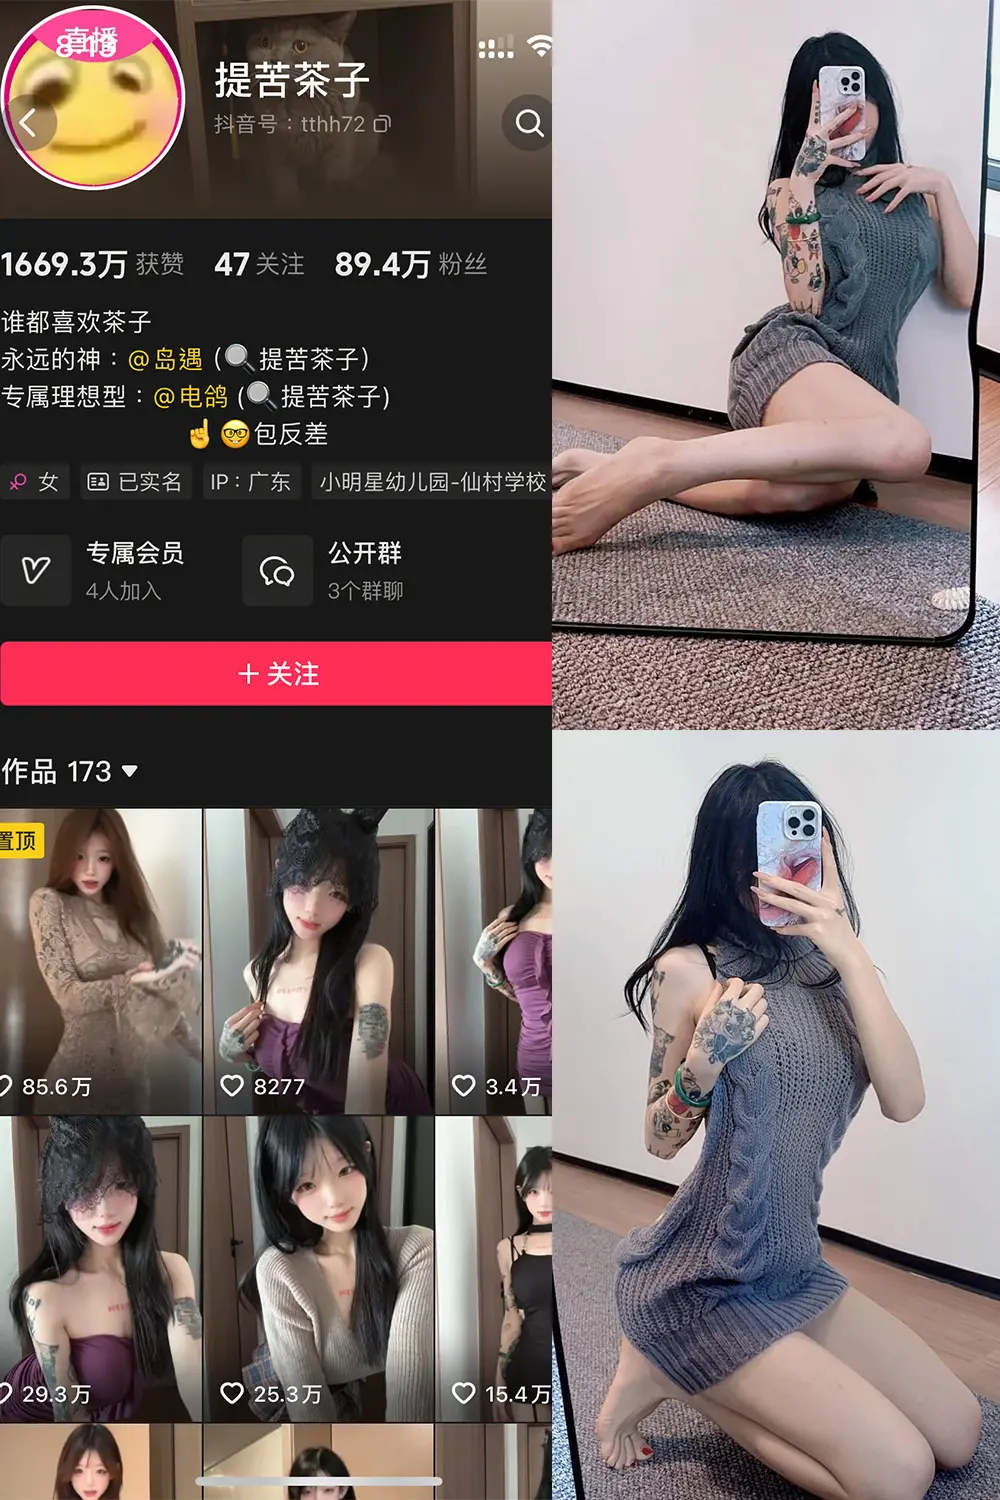 直播
8:13
提苦茶子
抖音号：tthh72
1669.3万 获赞 47 关注 89.4万 粉丝
谁都喜欢茶子
永远的神：@岛遇 (🔍提苦茶子)
专属理想型：@电鸽 (🔍提苦茶子)
☝️🤓包反差
女 已实名 IP：广东 小明星幼儿园-仙村学校
专属会员 公开群
4人加入 3个群聊
+ 关注
作品 173
置顶
85.6万 8277 3.4万
29.3万 25.3万 15.4万